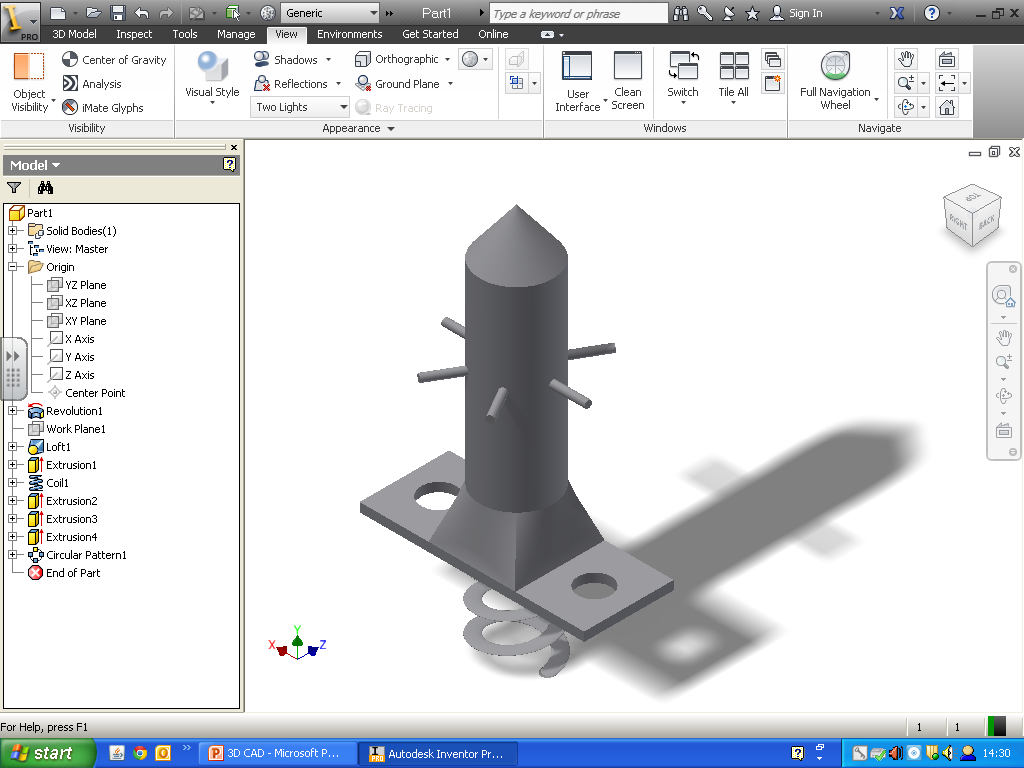 Generic
Part1
Type a keyword or phrase
Sign In
PRO
3D Model Inspect Tools Manage View Environments Get Started Online
Object Visibility
Center of Gravity
Analysis
iMate Glyphs
Visibility
Visual Style
Shadows
Reflections
Two Lights
Orthographic
Ground Plane
Ray Tracing
Appearance
User Interface
Clean Screen
Switch
Tile All
Windows
Full Navigation Wheel
Navigate
Model
Part1
Solid Bodies(1)
View: Master
Origin
YZ Plane
XZ Plane
XY Plane
X Axis
Y Axis
Z Axis
Center Point
Revolution1
Work Plane1
Loft1
Extrusion1
Coil1
Extrusion2
Extrusion3
Extrusion4
Circular Pattern1
End of Part
TOP
RIGHT
BACK
Y
X
Z
For Help, press F1
1 1
start
3D CAD - Microsoft P...
Autodesk Inventor Pr...
14:30